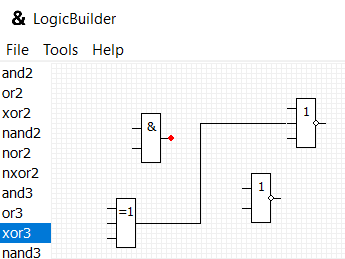 & LogicBuilder
File Tools Help
and2
or2
xor2
nand2
nor2
nxor2
and3
or3
xor3
nand3
&
1
1
=1